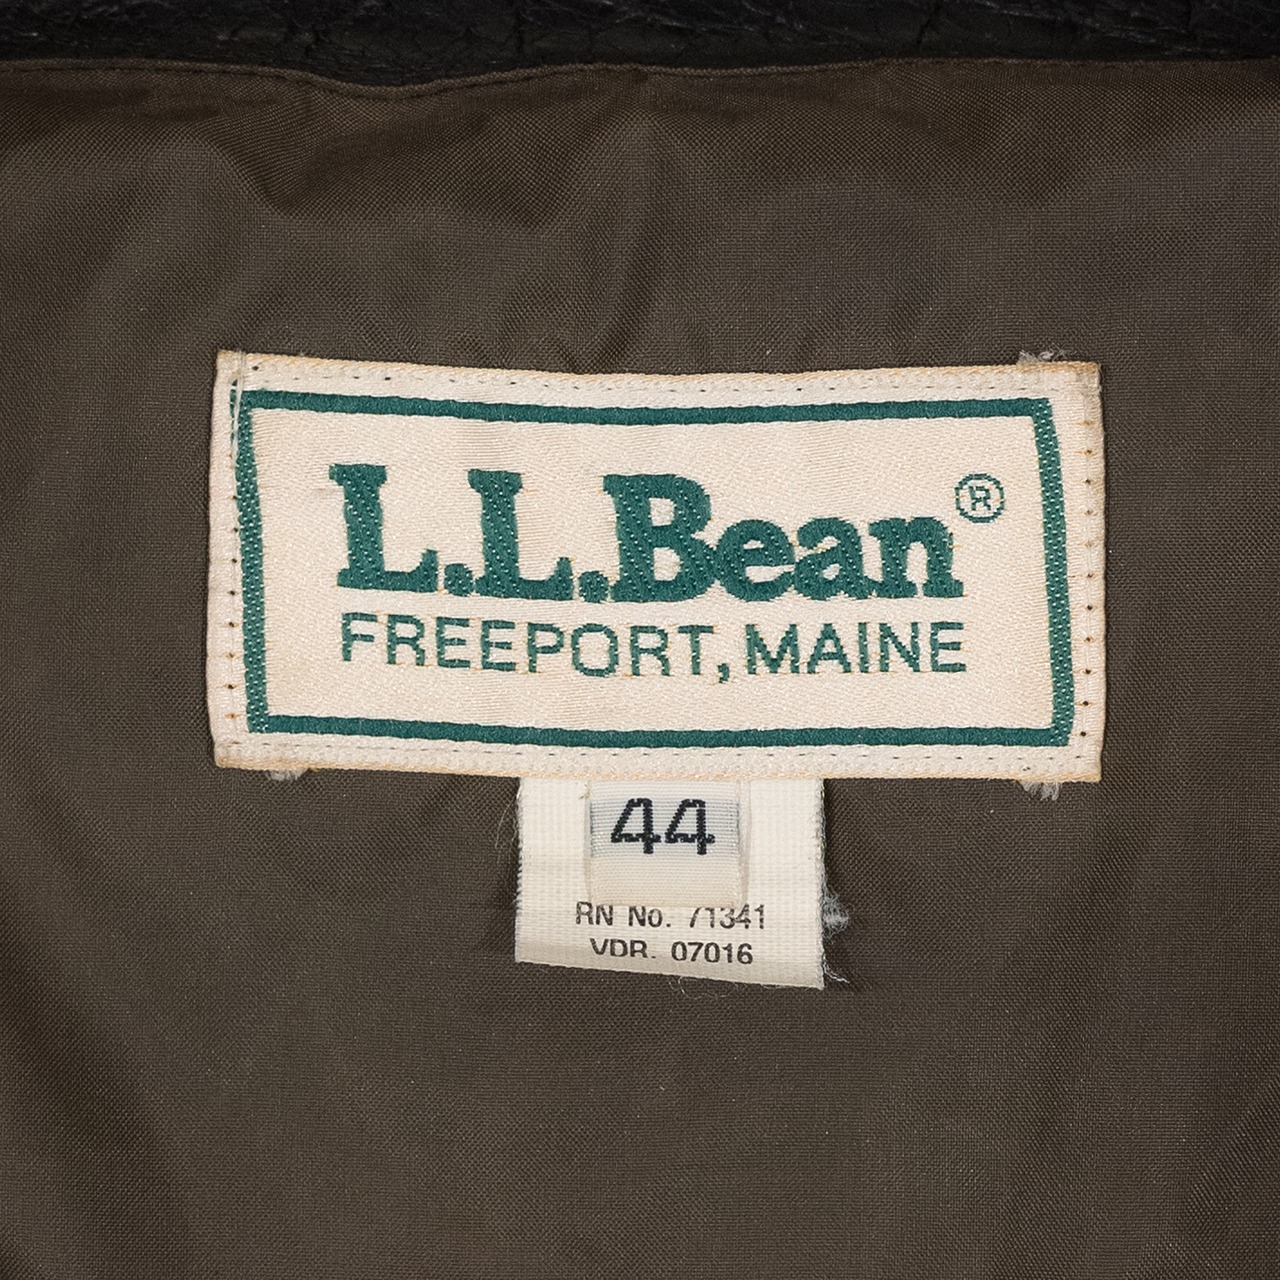 L.L.Bean®
FREEPORT, MAINE
44
RN No. 71341
VDR. 07016